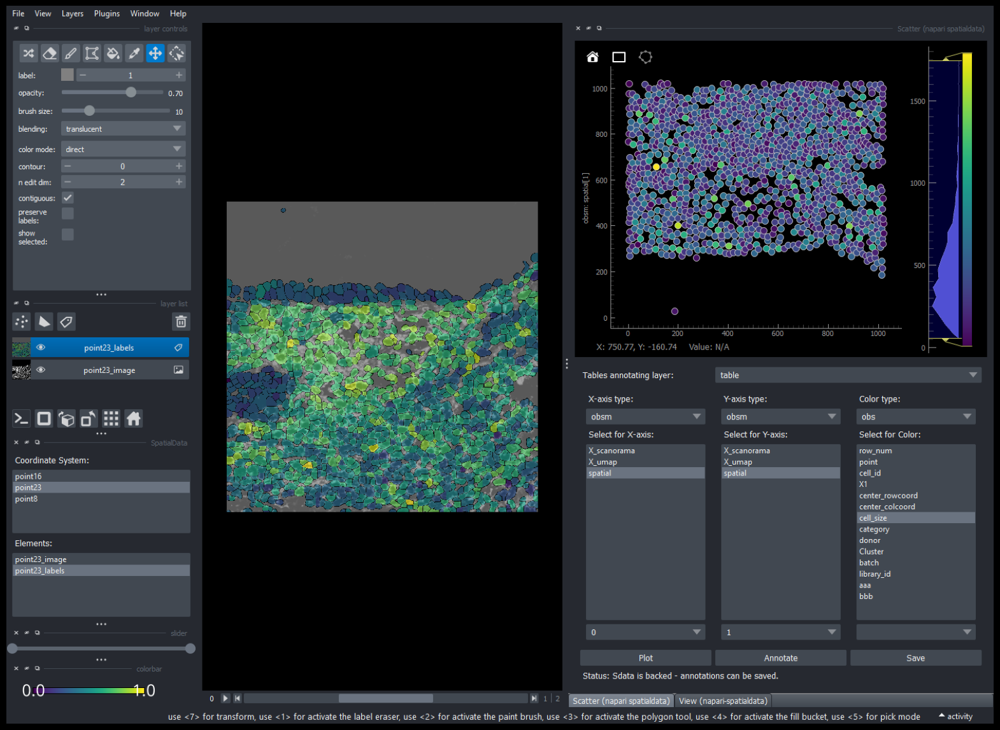 File View Layers Plugins Window Help
layer controls
label: 1
opacity: 0.70
brush size: 10
blending: translucent
color mode: direct
contour: 0
n edit dim: 2
contiguous:
preserve
labels:
show
selected:
layer list
point23_labels
point23_image
SpatialData
Coordinate System:
point16
point23
point8
Elements:
point23_image
point23_labels
slider
colorbar
0.0 1.0
0 1 2
Scatter (napari spatialdata)
obsm: spatial[1]
1000
800
600
400
200
0
0 200 400 600 800 1000
1500
1000
500
0
X: 750.77, Y: -160.74 Value: N/A
Tables annotating layer: table
X-axis type: Y-axis type: Color type:
obsm obsm obs
Select for X-axis: Select for Y-axis: Select for Color:
X_scanorama X_scanorama row_num
X_umap X_umap point
spatial spatial cell_id
X1
center_rowcoord
center_colcoord
cell_size
category
donor
Cluster
batch
library_id
aaa
bbb
0 1
Plot Annotate Save
Status: Sdata is backed - annotations can be saved.
Scatter (napari spatialdata) View (napari-spatialdata)
use <7> for transform, use <1> for activate the label eraser, use <2> for activate the paint brush, use <3> for activate the polygon tool, use <4> for activate the fill bucket, use <5> for pick mode activity